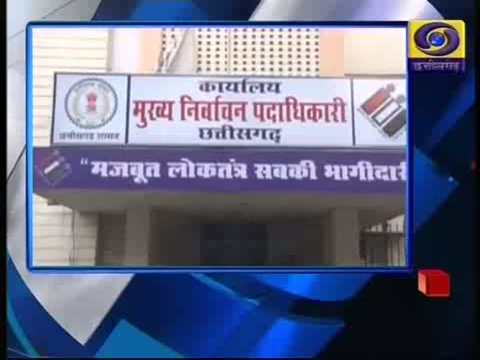 छत्तीसगढ़
कार्यालय
मुख्य निर्वाचन पदाधिकारी
छत्तीसगढ़
छत्तीसगढ़ शासन
"मजबूत लोकतंत्र सबकी भागीदारी